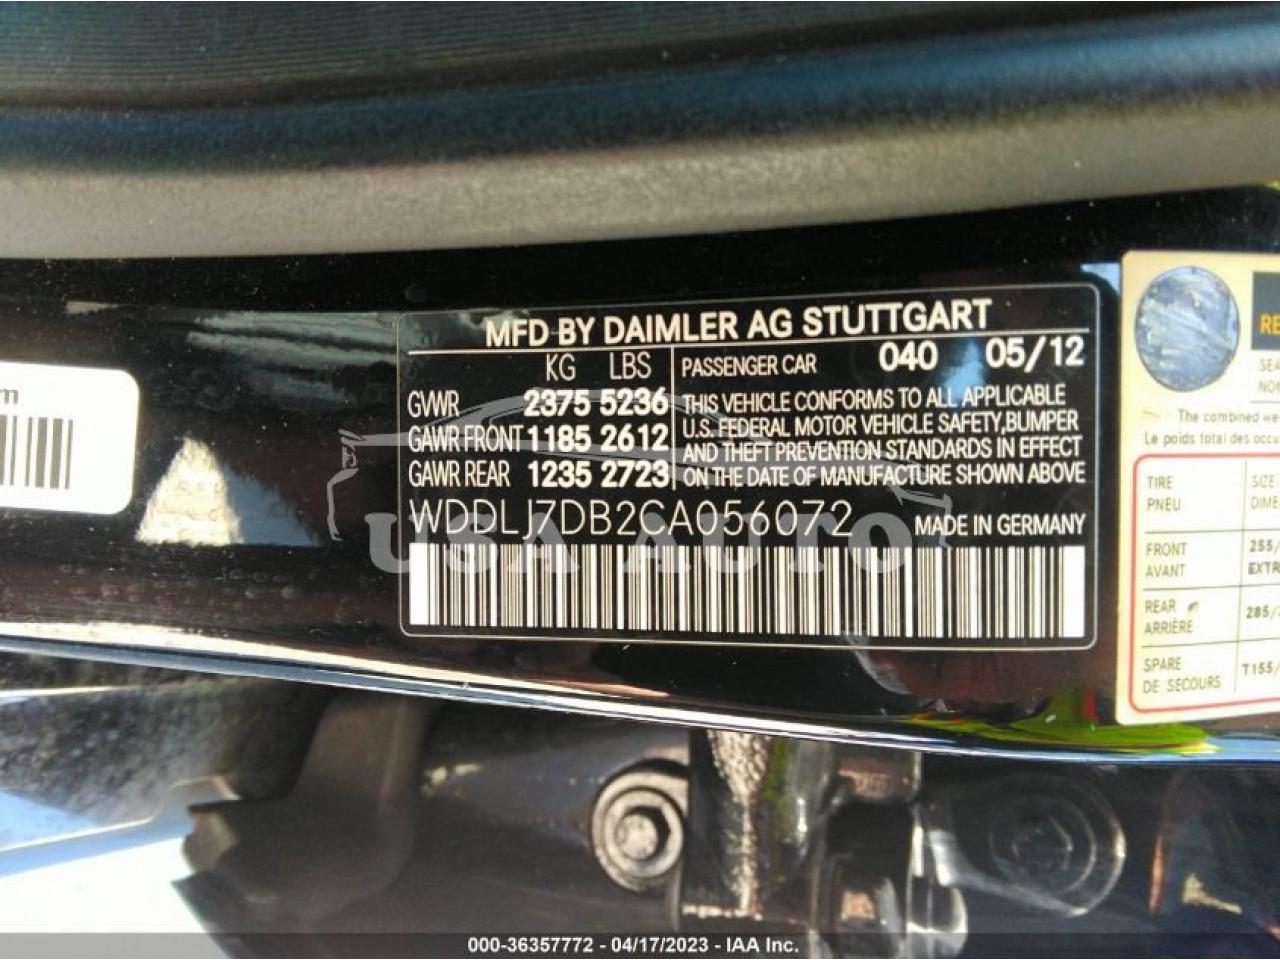 MFD BY DAIMLER AG STUTTGART
KG LBS
GVWR 2375 5236
GAWR FRONT 1185 2612
GAWR REAR 1235 2723
PASSENGER CAR 040 05/12
THIS VEHICLE CONFORMS TO ALL APPLICABLE
U.S. FEDERAL MOTOR VEHICLE SAFETY,BUMPER
AND THEFT PREVENTION STANDARDS IN EFFECT
ON THE DATE OF MANUFACTURE SHOWN ABOVE
WDDLJ7DB2CA056072 MADE IN GERMANY
USA AUTO
The combined
Le poids total des
TIRE SIZE
PNEU
FRONT 255/
AVANT
REAR 285/
ARRIÈRE
SPARE T155/
DE SECOURS
000-36357772 - 04/17/2023 - IAA Inc.